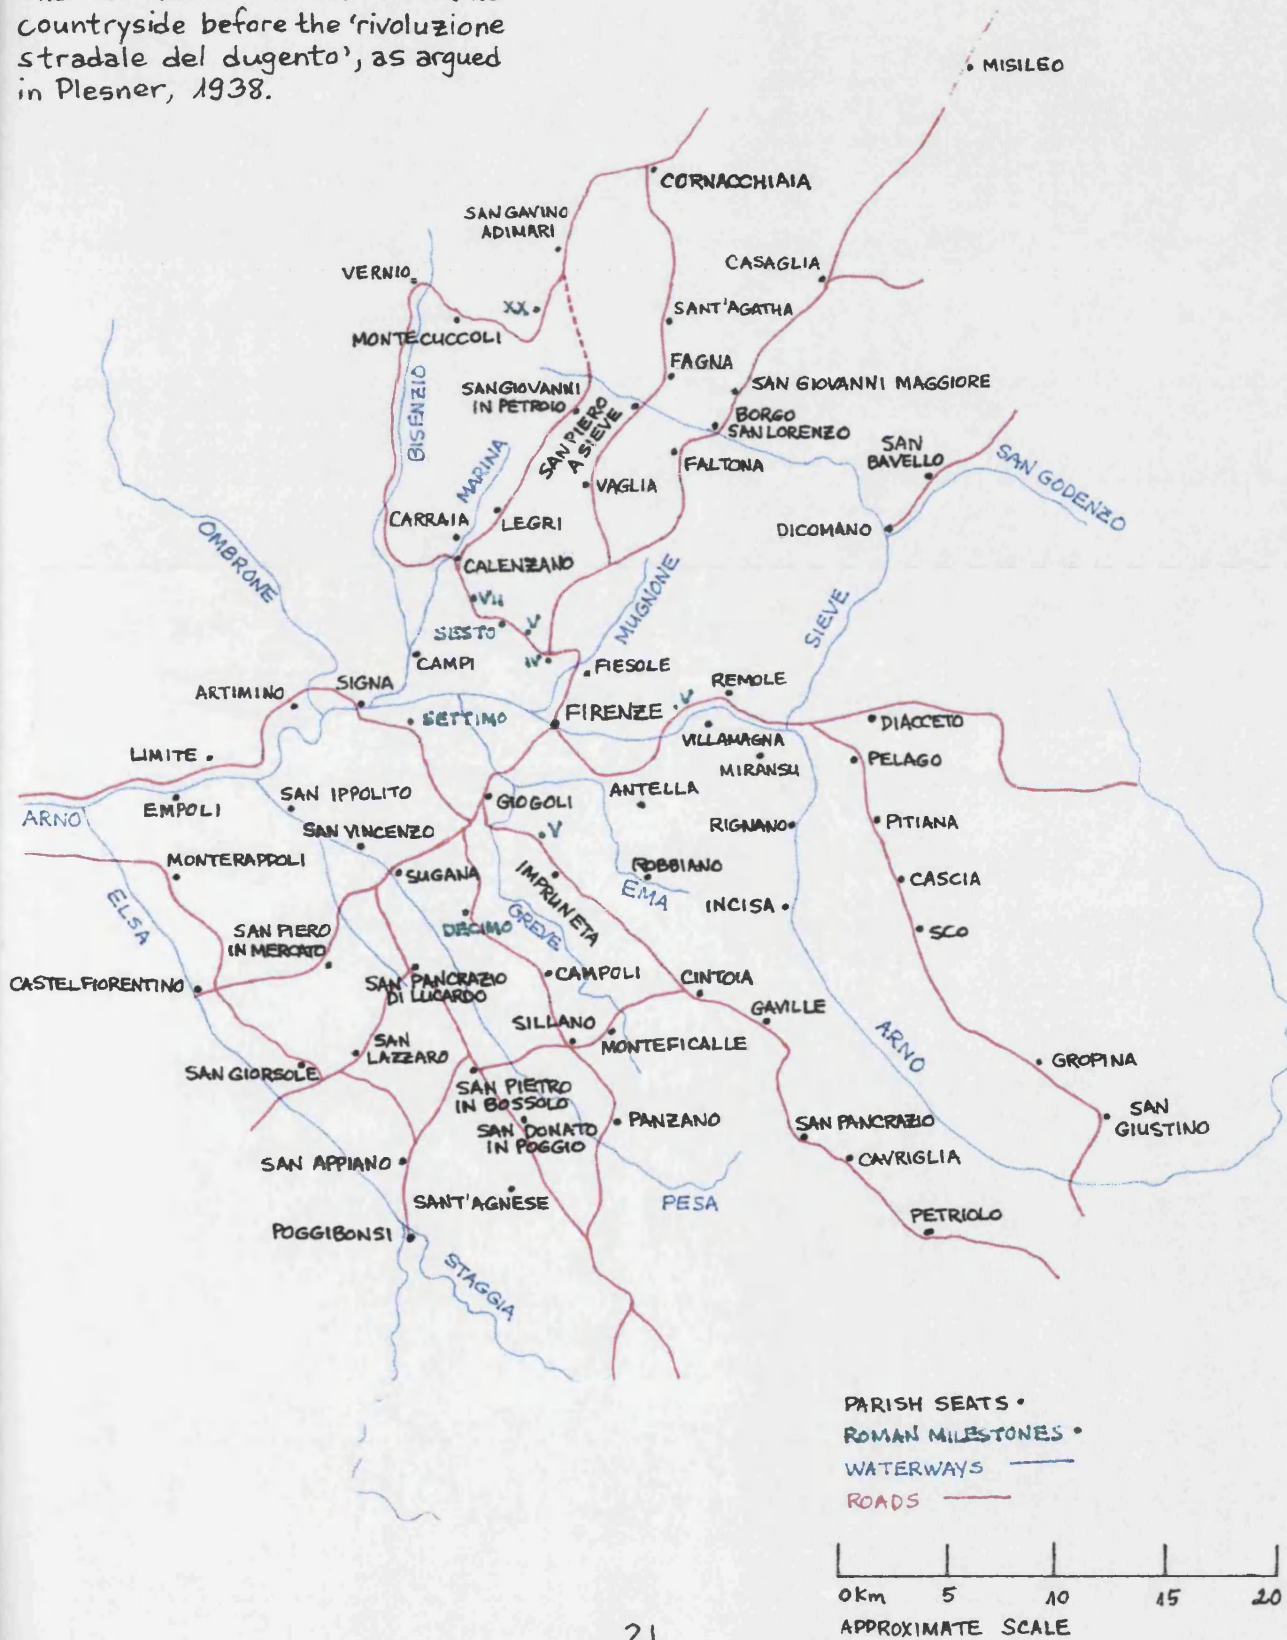 countryside before the 'rivoluzione
stradale del dugento', as argued
in Plesner, 1938.
MISILEO
CORNACCHIAIA
SAN GAVINO
ADIMARI
VERNIO
CASAGLIA
XX
SANT'AGATHA
MONTECUCCOLI
FAGNA
BISENZIO
SAN GIOVANNI
IN PETROIO
SAN GIOVANNI MAGGIORE
SAN PIERO
A SIEVE
BORGO
SAN LORENZO
MARINA
FALTONA
SAN
BAVELLO
SAN GODENZO
VAGLIA
CARRAIA
LEGRI
DICOMANO
OMBRONE
CALENZANO
VII
MUGNONE
SIEVE
SESTO
V
IV
CAMPI
FIESOLE
ARTIMINO
SIGNA
REMOLE
V
SETTIMO
FIRENZE
DIACCETO
VILLAMAGNA
LIMITE
MIRANSU
PELAGO
EMPOLI
SAN IPPOLITO
GIOGOLI
ANTELLA
ARNO
SAN VINCENZO
V
RIGNANO
PITIANA
MONTERAPPOLI
SUGANA
IMPRUNETA
ROBBIANO
CASCIA
ELSA
EMA
INCISA
GREVE
DECIMO
SAN PIERO
IN MERCATO
SCO
CASTELFIORENTINO
SAN PANCRAZIO
DI LUCARDO
CAMPOLI
CINTOIA
GAVILLE
SILLANO
SAN
LAZZARO
MONTEFICALLE
ARNO
SAN GIORSOLE
GROPINA
SAN PIETRO
IN BOSSOLO
SAN DONATO
IN POGGIO
PANZANO
SAN PANCRAZIO
SAN
GIUSTINO
SAN APPIANO
CAVRIGLIA
SANT'AGNESE
PESA
PETRIOLO
POGGIBONSI
STAGGIA
PARISH SEATS
ROMAN MILESTONES
WATERWAYS
ROADS
0 Km 5 10 15 20
APPROXIMATE SCALE
21